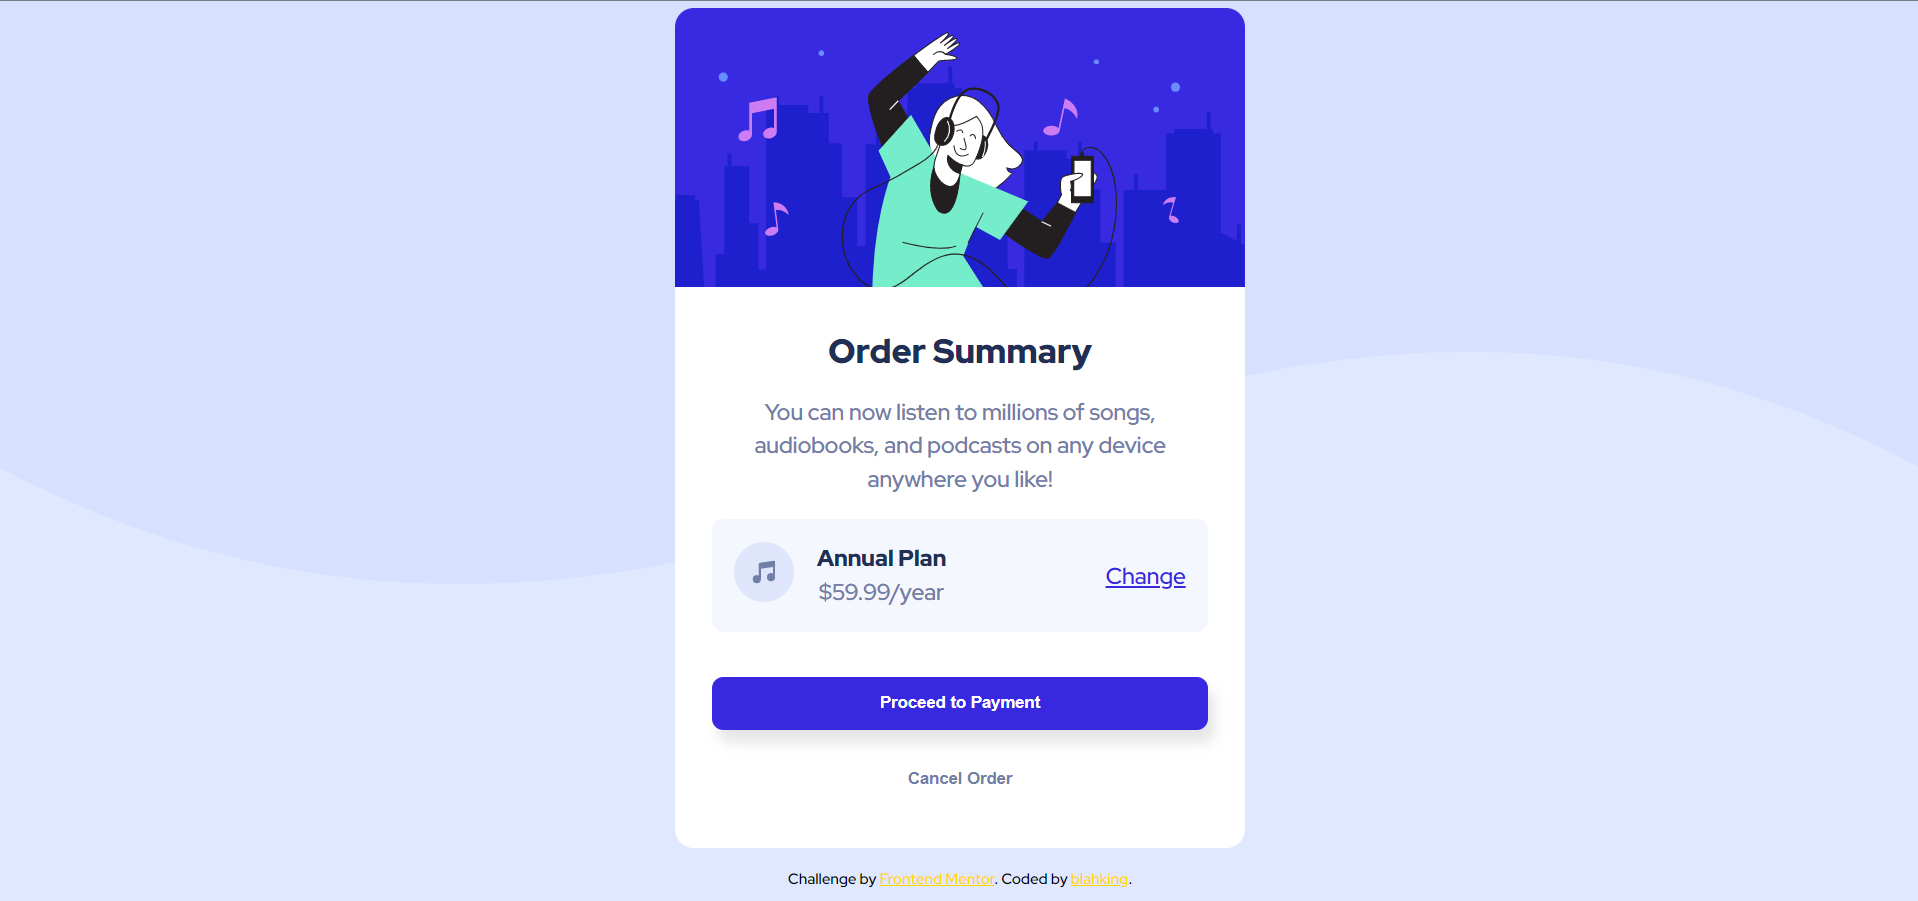 Order Summary
You can now listen to millions of songs,
audiobooks, and podcasts on any device
anywhere you like!
Annual Plan
$59.99/year
Change
Proceed to Payment
Cancel Order
Challenge by Frontend Mentor. Coded by blahking.